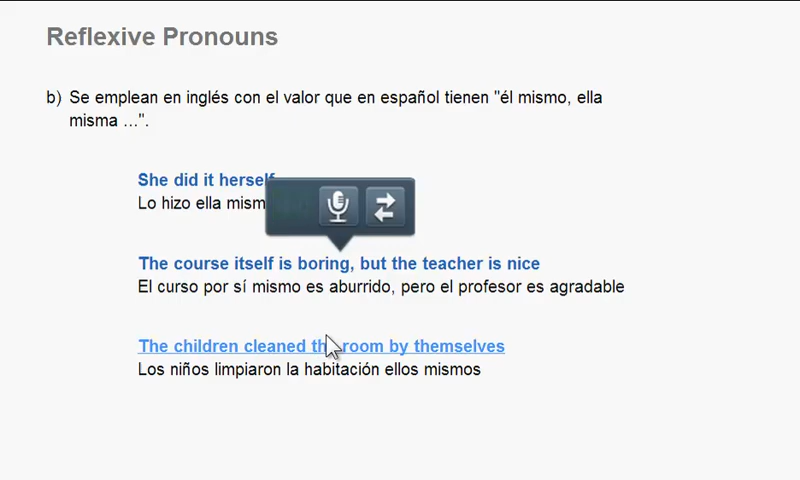 Reflexive Pronouns
b) Se emplean en inglés con el valor que en español tienen "él mismo, ella
misma ...".
She did it herself
Lo hizo ella mism
The course itself is boring, but the teacher is nice
El curso por sí mismo es aburrido, pero el profesor es agradable
The children cleaned the room by themselves
Los niños limpiaron la habitación ellos mismos